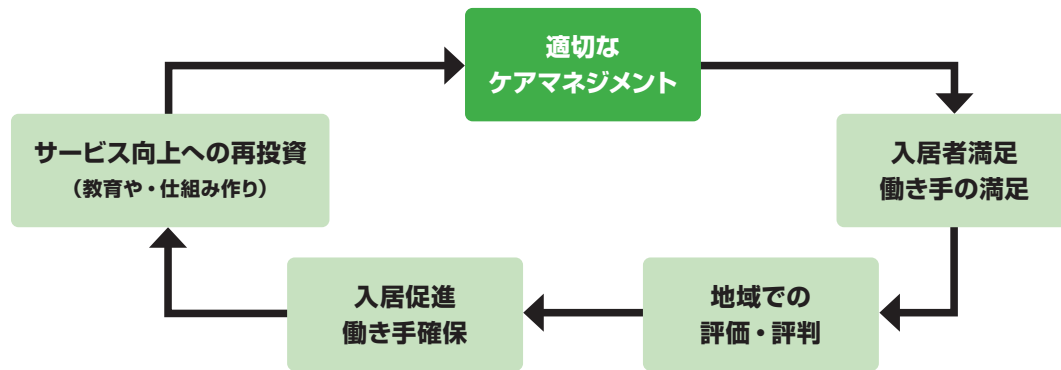 適切な
ケアマネジメント
サービス向上への再投資
（教育や・仕組み作り）
入居者満足
働き手の満足
入居促進
働き手確保
地域での
評価・評判